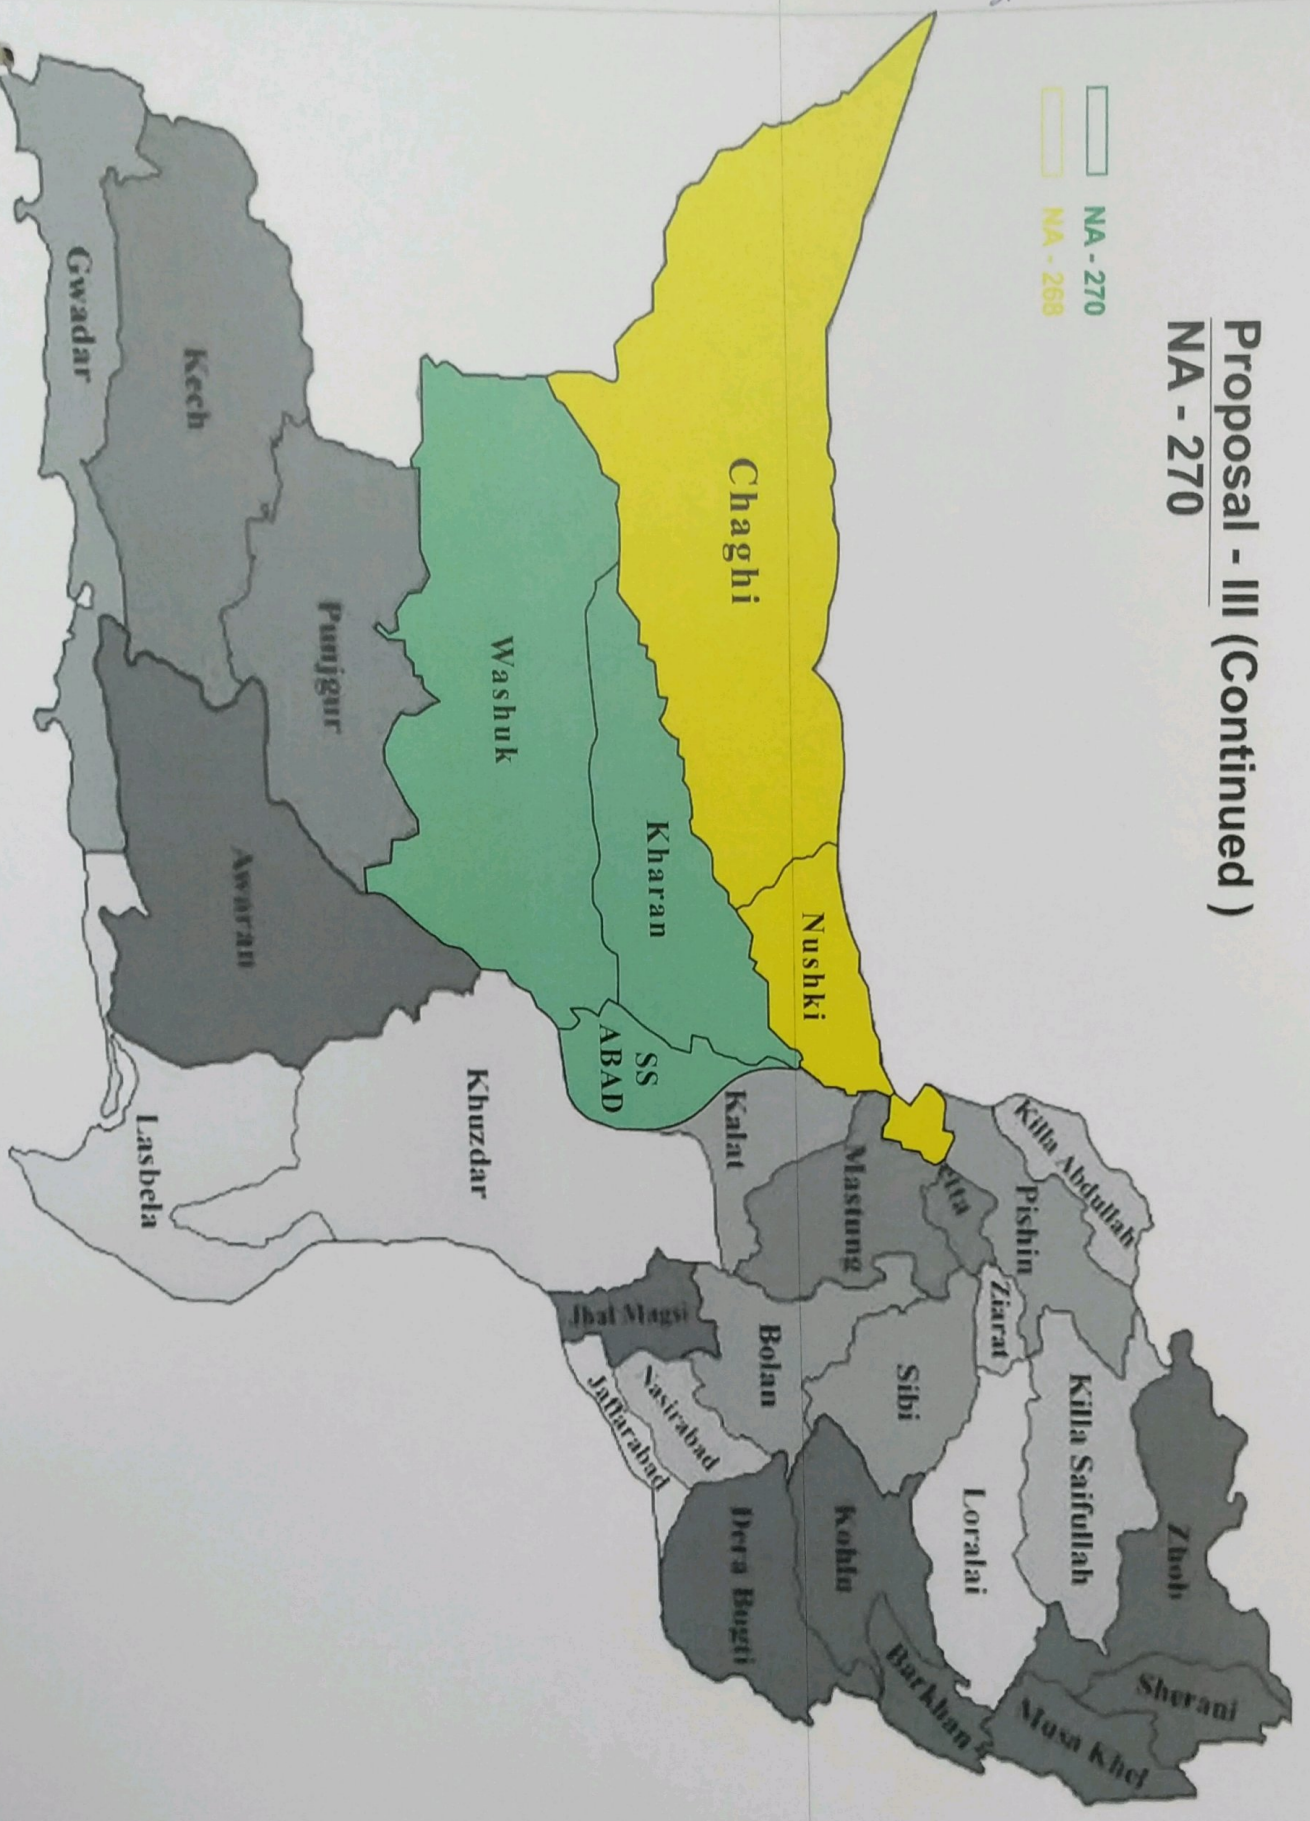 Proposal - III (Continued )
NA - 270
NA - 270
NA - 268
Chaghi
Nushki
Kharan
Washuk
SS
ABAD
Kech
Gwadar
Punjgur
Awaran
Khuzdar
Lasbela
Kalat
Mastung
etta
Killa Abdullah
Pishin
Ziarat
Killa Saifullah
Zhob
Sherani
Musa Khel
Loralai
Sibi
Bolan
Jhal Magsi
Nasirabad
Jaffarabad
Dera Bugti
Kohlu
Barkhan